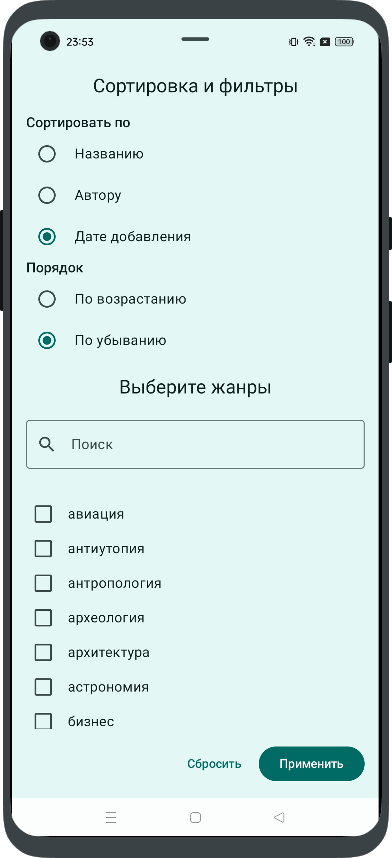 23:53
100
Сортировка и фильтры
Сортировать по
Названию
Автору
Дате добавления
Порядок
По возрастанию
По убыванию
Выберите жанры
Поиск
авиация
антиутопия
антропология
археология
архитектура
астрономия
бизнес
Сбросить Применить